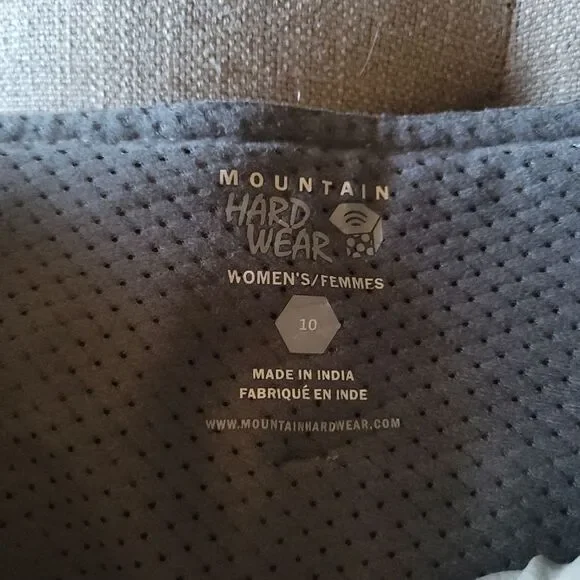 MOUNTAIN
HARD
WEAR
WOMEN'S/FEMMES
10
MADE IN INDIA
FABRIQUÉ EN INDE
WWW.MOUNTAINHARDWEAR.COM